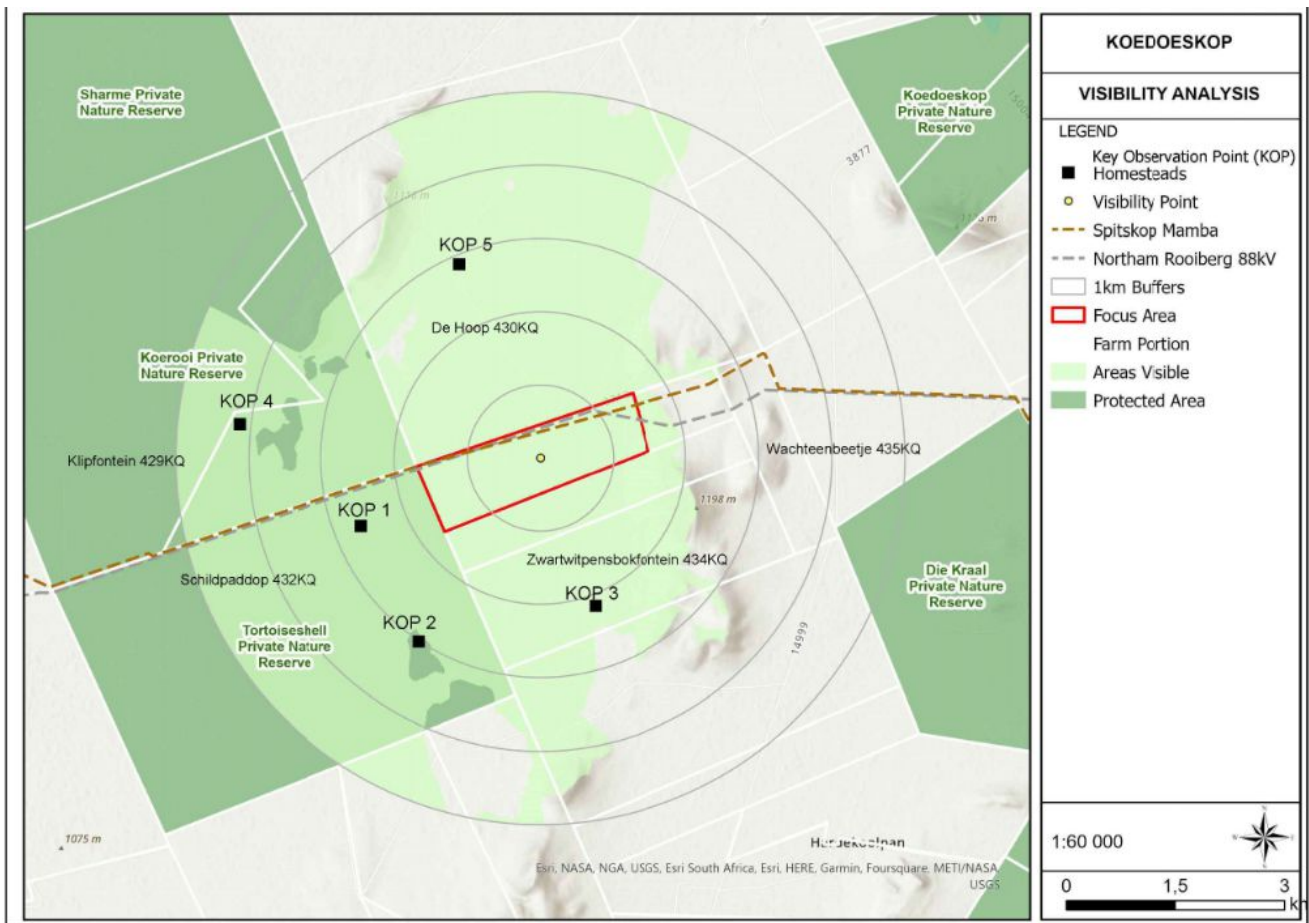 Sharme Private
Nature Reserve
Koedoeskop
Private Nature
Reserve
3877
KOP 5
De Hoop 430KQ
Koerooi Private
Nature Reserve
KOP 4
Klipfontein 429KQ
Wachteenbeetje 435KQ
1198 m
KOP 1
Zwartwitpensbokfontein 434KQ
Schildpaddop 432KQ
KOP 3
Die Kraal
Private Nature
Reserve
KOP 2
Tortoiseshell
Private Nature
Reserve
14999
1075 m
Esri, NASA, NGA, USGS, Esri South Africa, Esri, HERE, Garmin, Foursquare, METI/NASA,
USGS
KOEDOESKOP
VISIBILITY ANALYSIS
LEGEND
Key Observation Point (KOP)
Homesteads
Visibility Point
Spitskop Mamba
Northam Rooiberg 88kV
1km Buffers
Focus Area
Farm Portion
Areas Visible
Protected Area
1:60 000
0 1,5 3